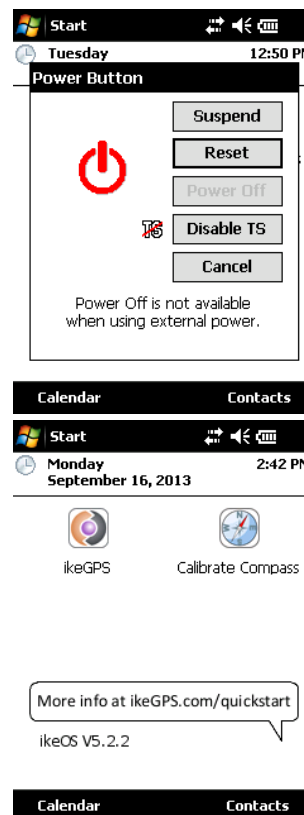 Start
Tuesday 12:50 P
Power Button
Suspend
Reset
Power Off
TS Disable TS
Cancel
Power Off is not available
when using external power.
Calendar Contacts
Start
Monday 2:42 P
September 16, 2013
ikeGPS Calibrate Compass
More info at ikeGPS.com/quickstart
ikeOS V5.2.2
Calendar Contacts